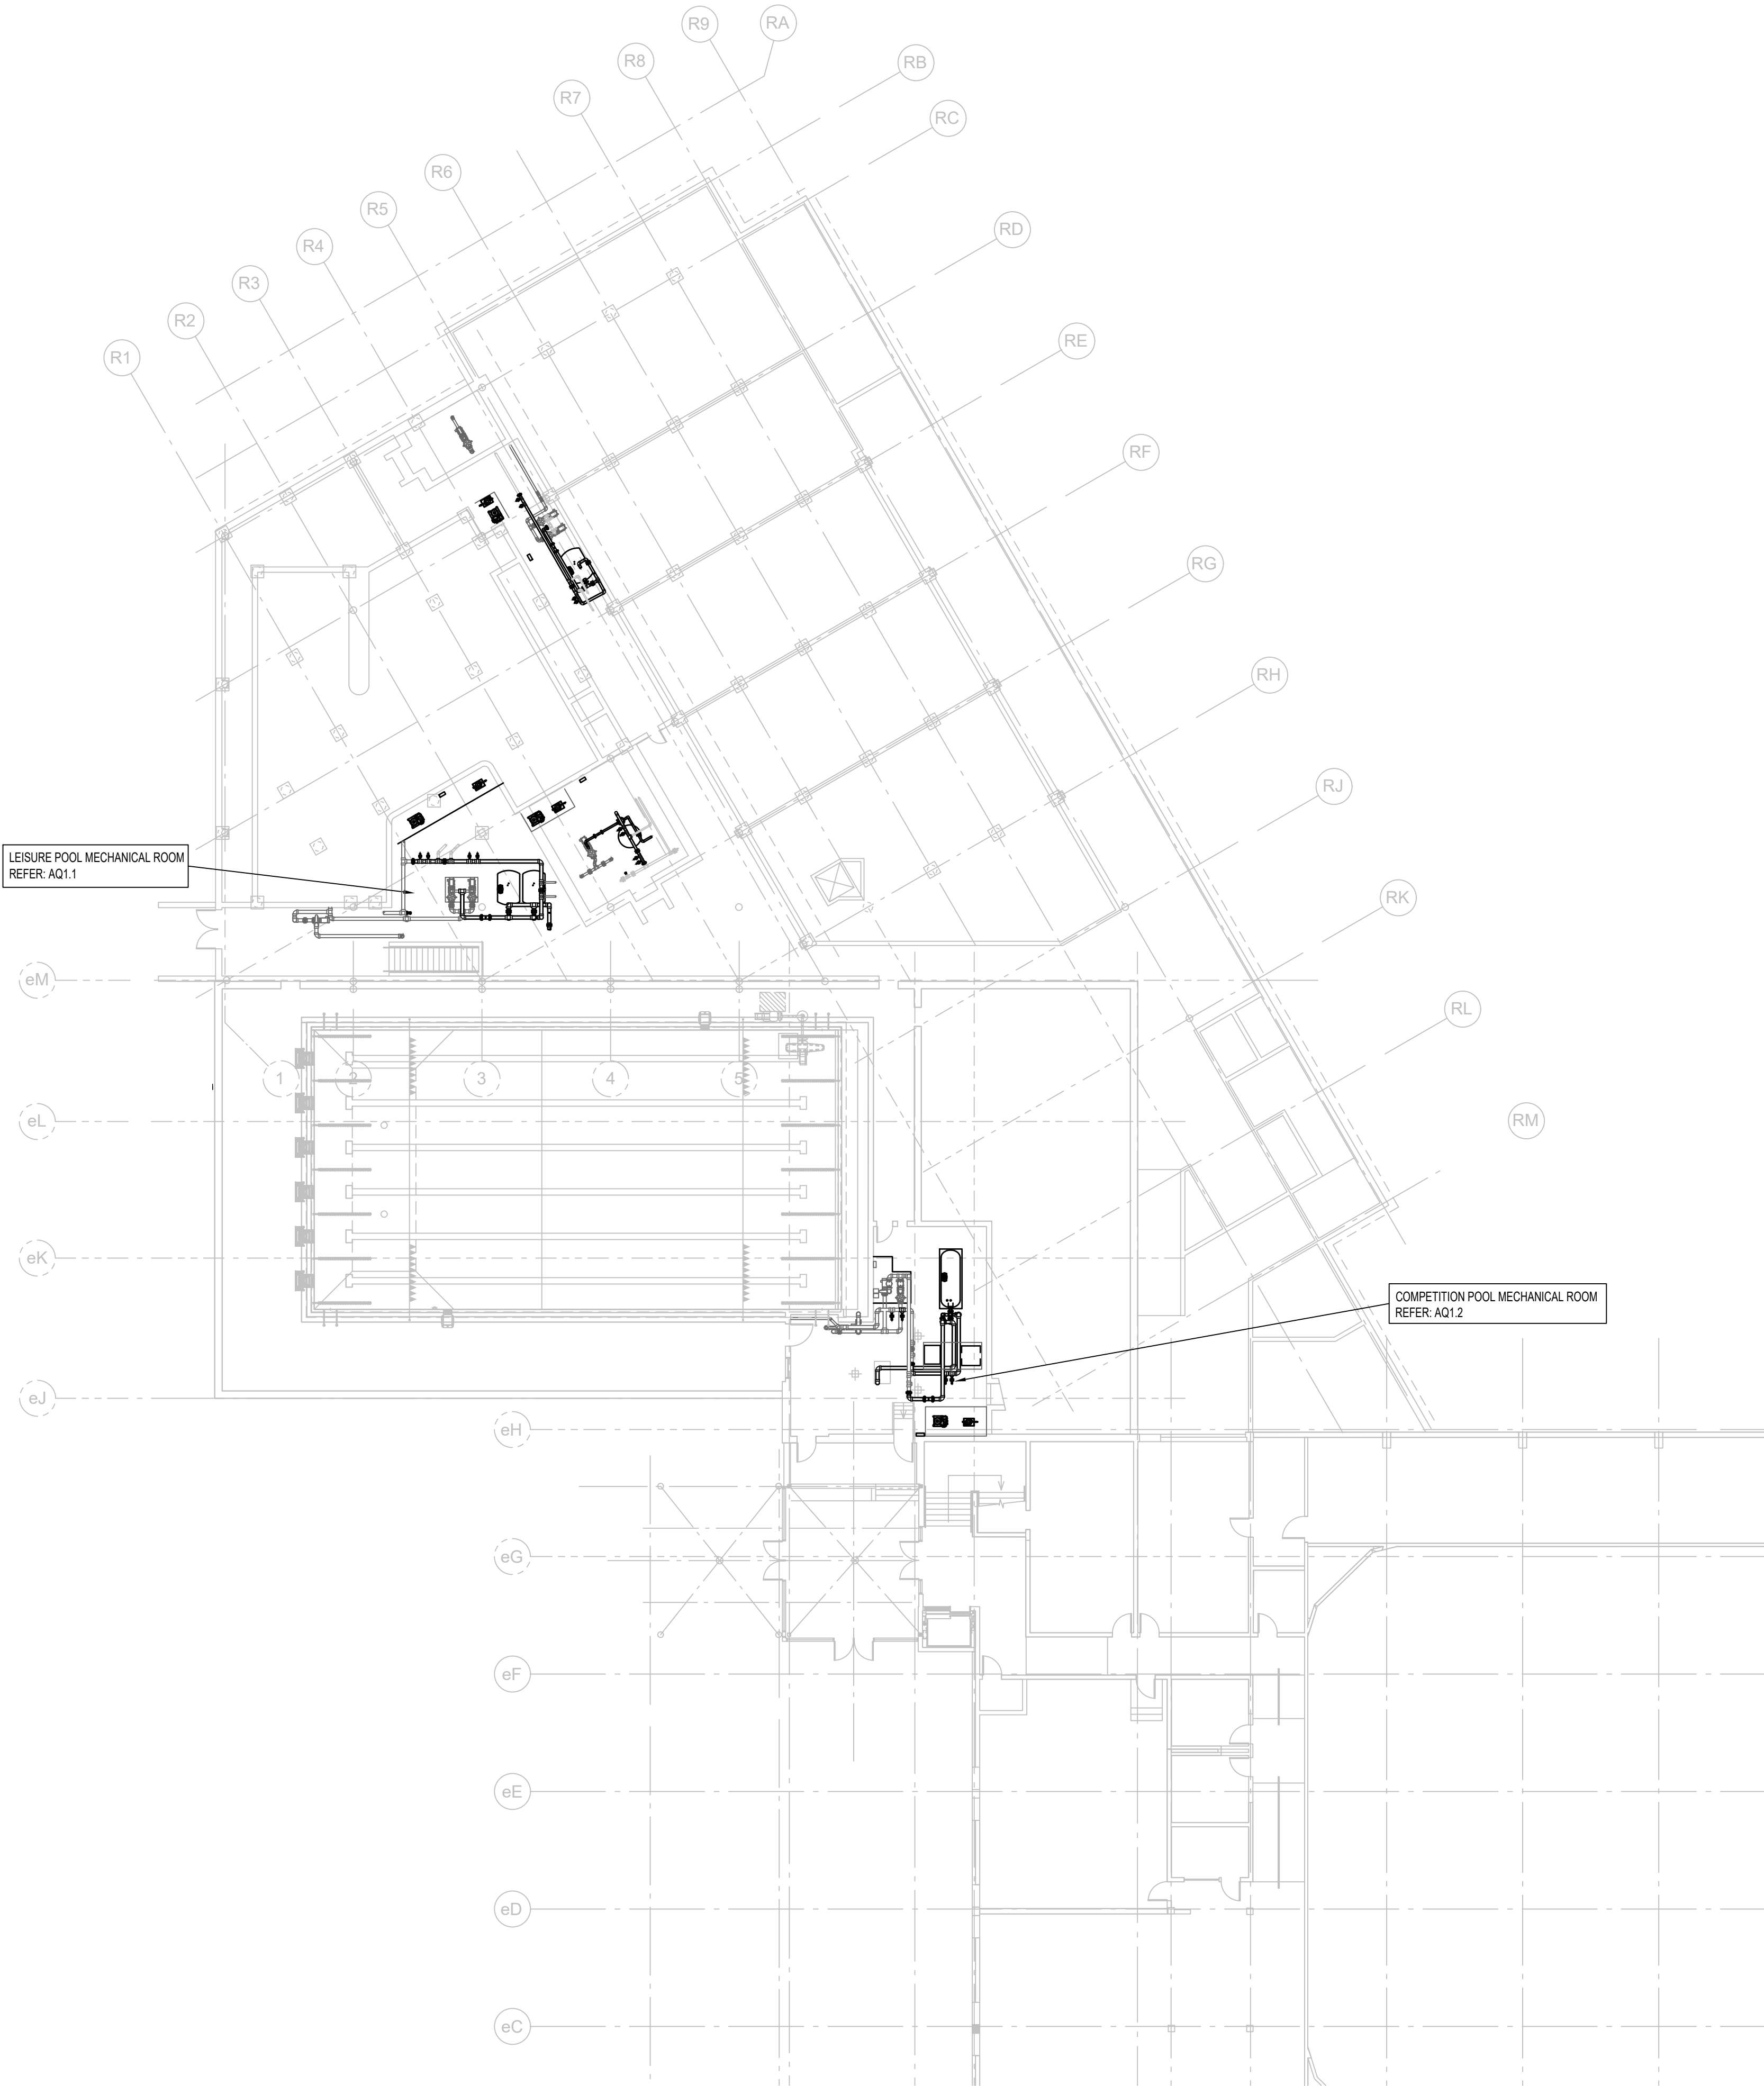 R9
RA
R8
RB
R7
RC
R6
R5
RD
R4
R3
R2
RE
R1
RF
RG
RH
RJ
LEISURE POOL MECHANICAL ROOM
REFER: AQ1.1
RK
eM
RL
1
2
3
4
5
eL
RM
eK
COMPETITION POOL MECHANICAL ROOM
REFER: AQ1.2
eJ
eH
eG
eF
eE
eD
eC